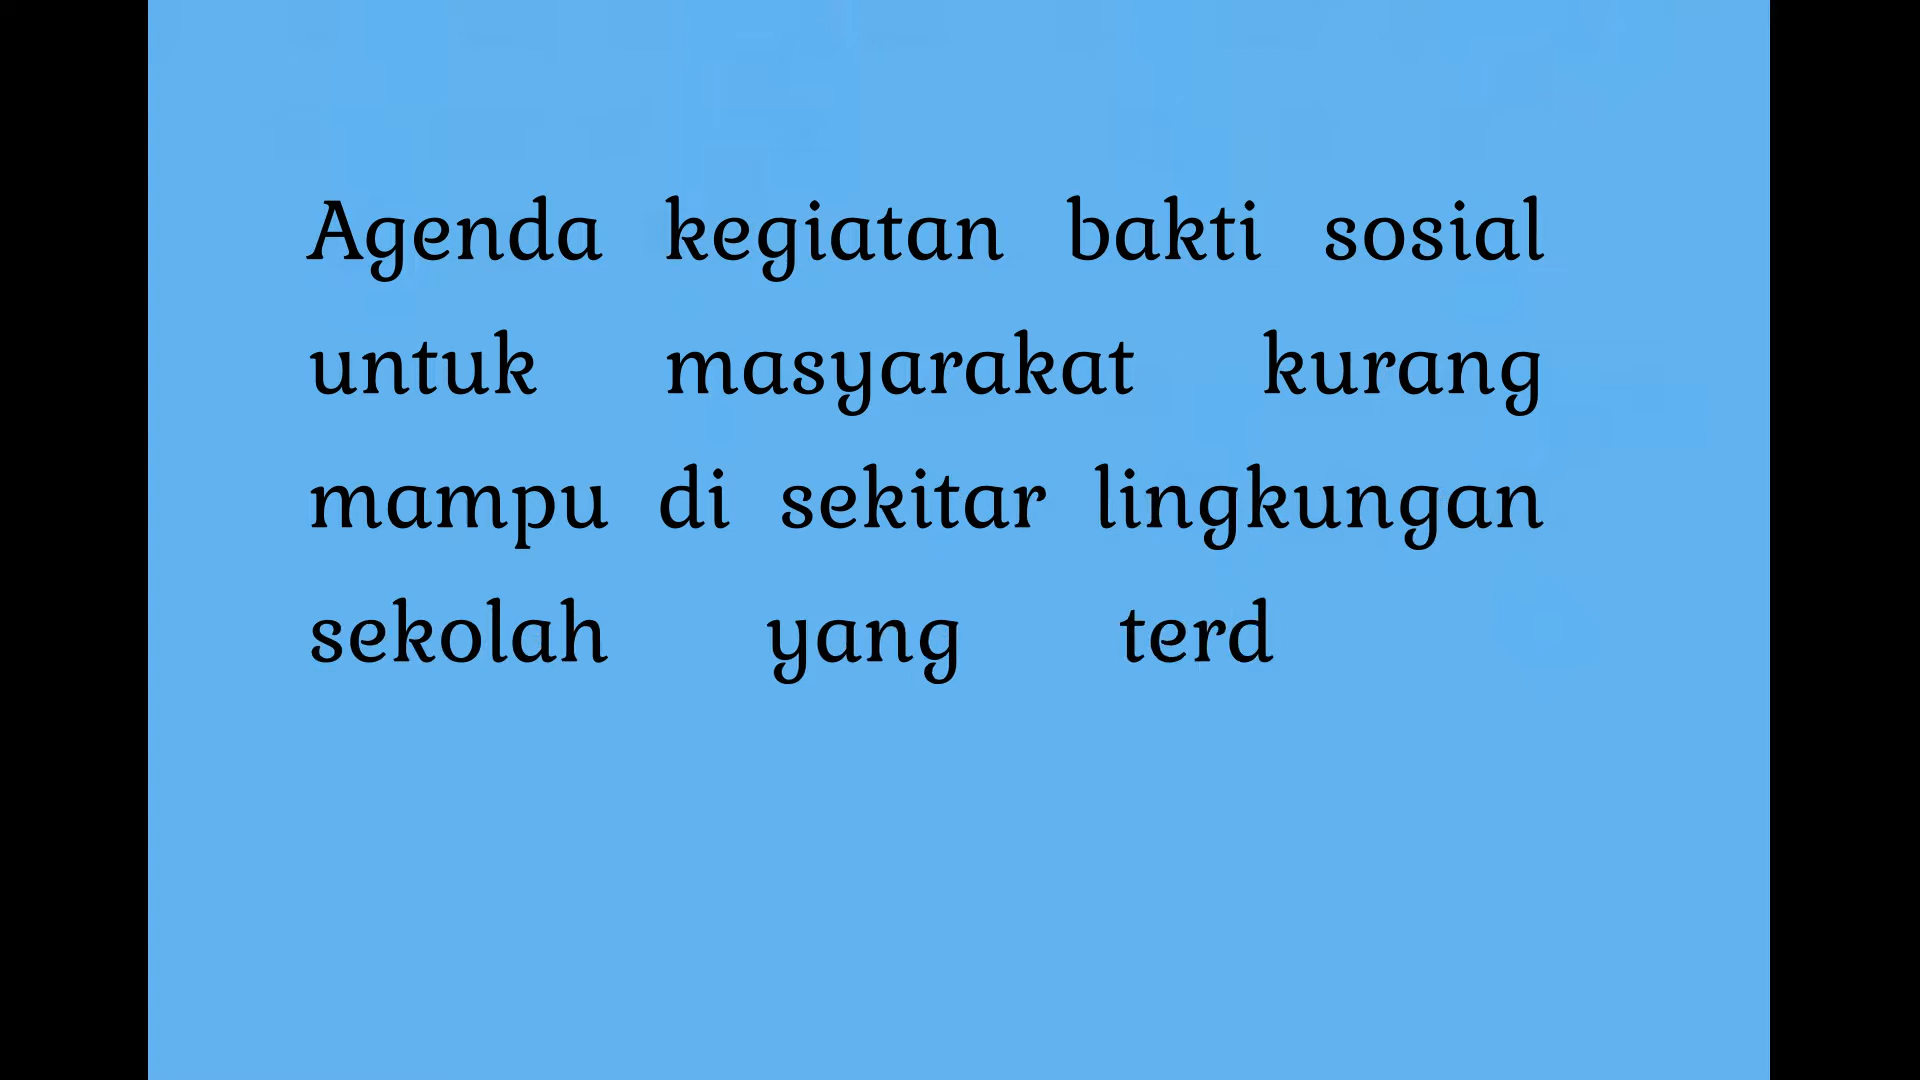 Agenda kegiatan bakti sosial
untuk masyarakat kurang
mampu di sekitar lingkungan
sekolah yang terd